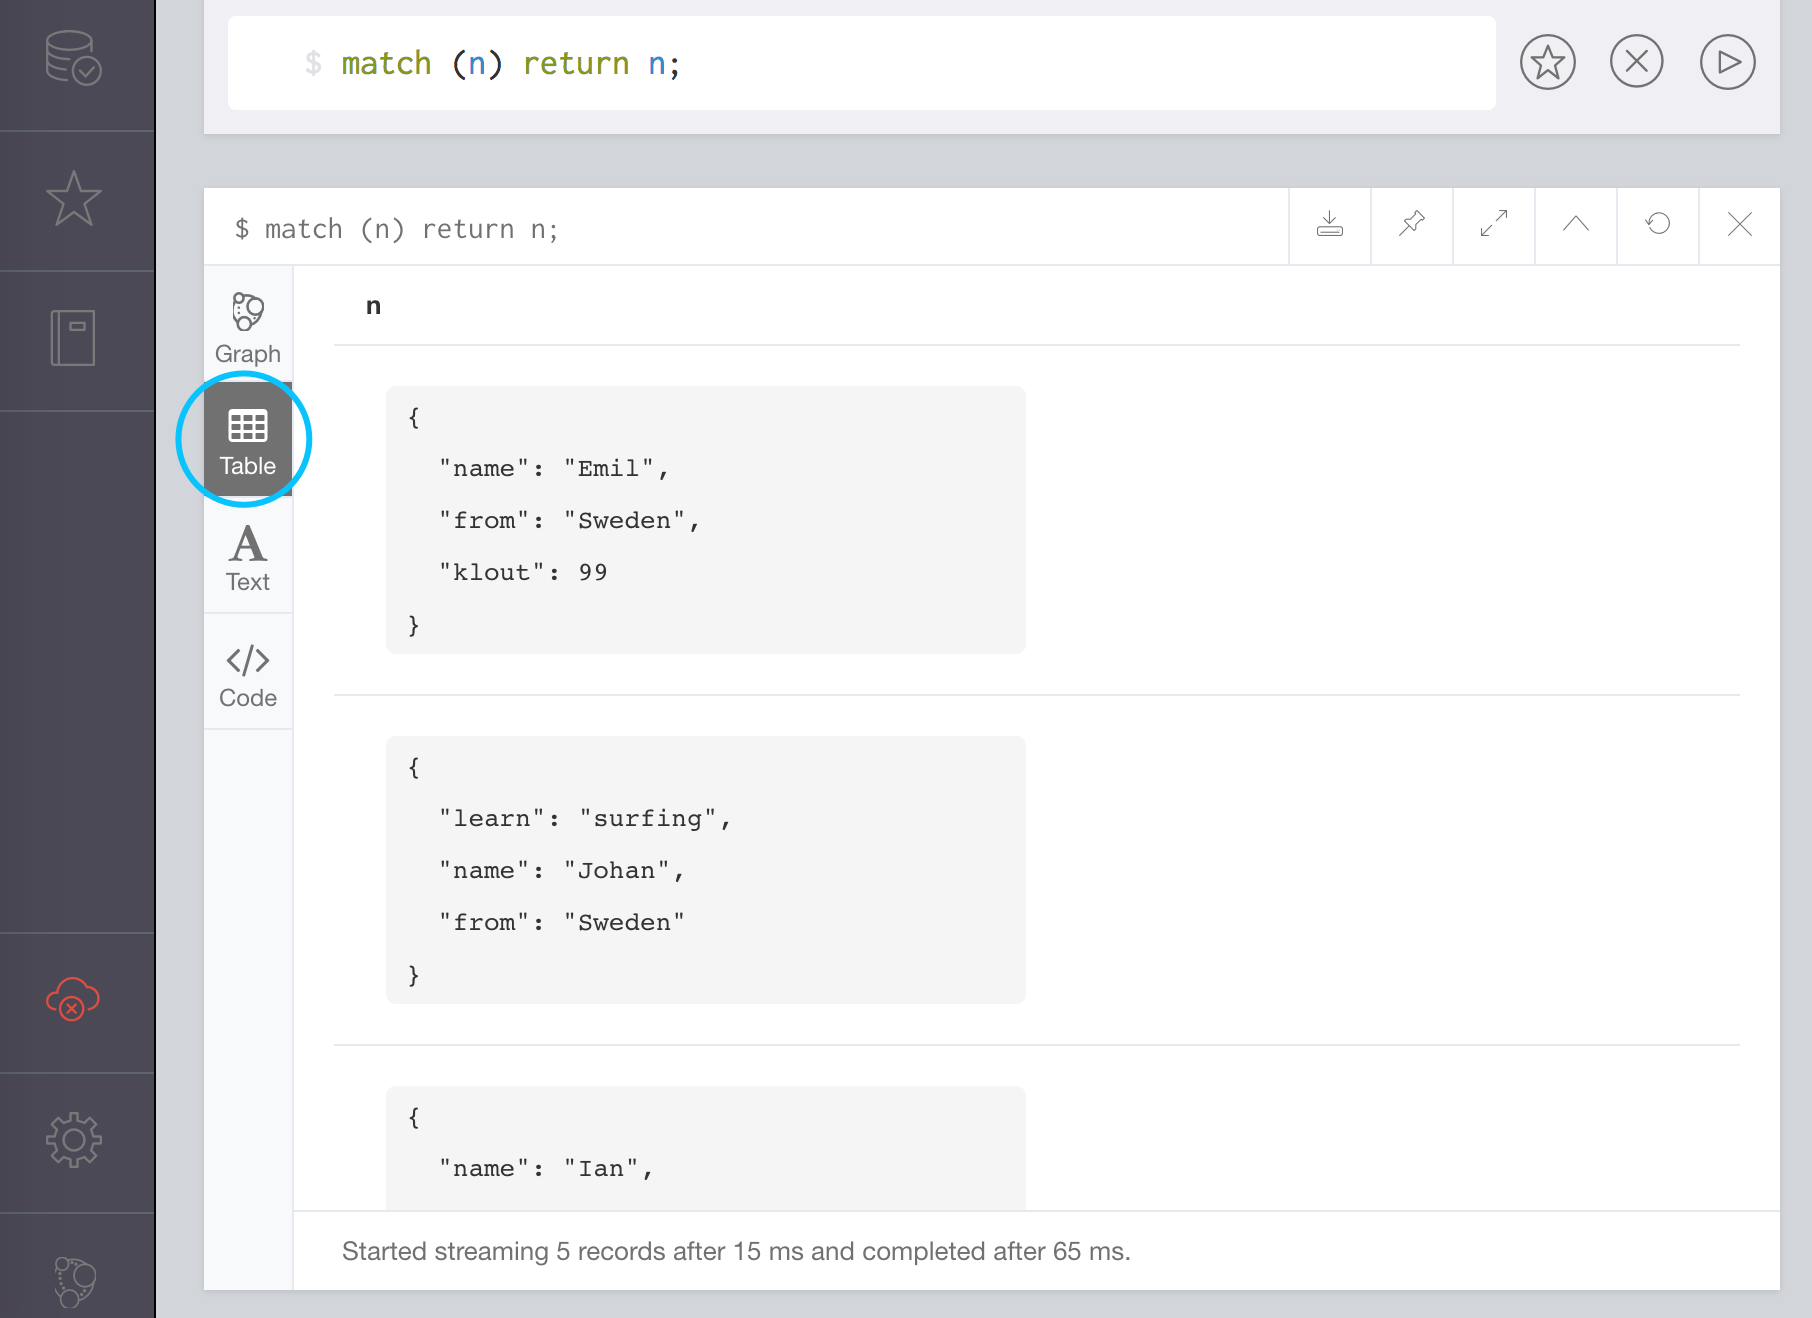 $ match (n) return n;
$ match (n) return n;
Graph
Table
Text
Code
n
{
"name": "Emil",
"from": "Sweden",
"klout": 99
}
{
"learn": "surfing",
"name": "Johan",
"from": "Sweden"
}
{
"name": "Ian",
Started streaming 5 records after 15 ms and completed after 65 ms.